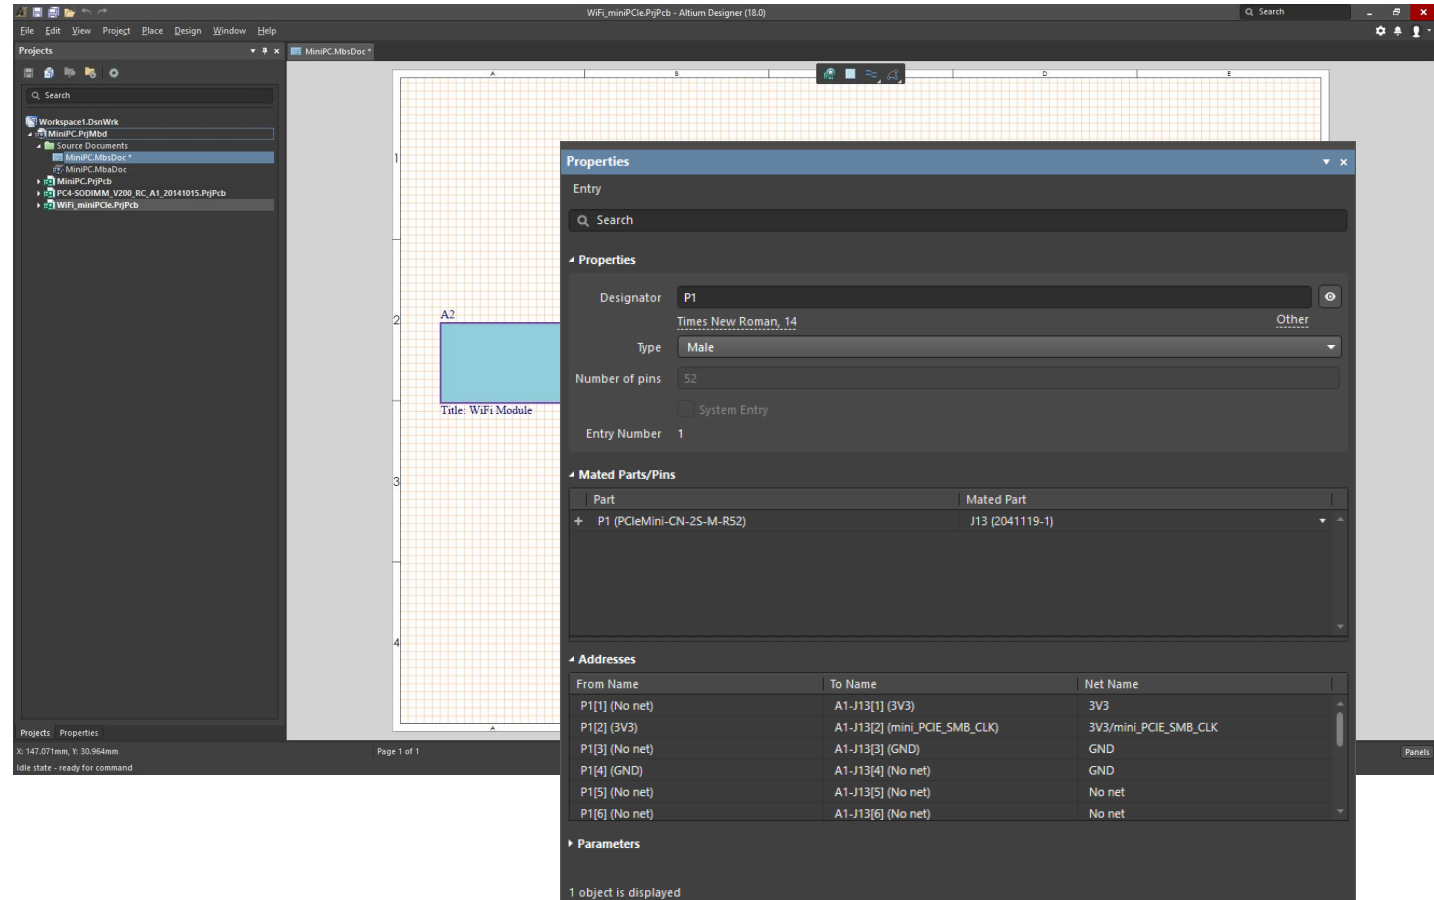 WiFi_miniPCIe.PrjPcb - Altium Designer (18.0)
Search
File Edit View Project Place Design Window Help
Projects
MiniPC.MbsDoc *
Search
Workspace1.DsnWrk
MiniPC.PrjMbd
Source Documents
MiniPC.MbsDoc *
MiniPC.MbaDoc
MiniPC.PrjPcb
PC4-SODIMM_V200_RC_A1_20141015.PrjPcb
WiFi_miniPCIe.PrjPcb
A B D E
1
2
3
4
A2
Title: WiFi Module
A
Properties
Entry
Search
Properties
Designator P1
Times New Roman, 14 Other
Type Male
Number of pins 52
System Entry
Entry Number 1
Mated Parts/Pins
Part Mated Part
P1 (PCIeMini-CN-2S-M-R52) J13 (2041119-1)
Addresses
From Name To Name Net Name
P1[1] (No net) A1-J13[1] (3V3) 3V3
P1[2] (3V3) A1-J13[2] (mini_PCIE_SMB_CLK) 3V3/mini_PCIE_SMB_CLK
P1[3] (No net) A1-J13[3] (GND) GND
P1[4] (GND) A1-J13[4] (No net) GND
P1[5] (No net) A1-J13[5] (No net) No net
P1[6] (No net) A1-J13[6] (No net) No net
Parameters
1 object is displayed
Projects Properties
X: 147.071mm, Y: 30.964mm
Page 1 of 1
Panels
Idle state - ready for command